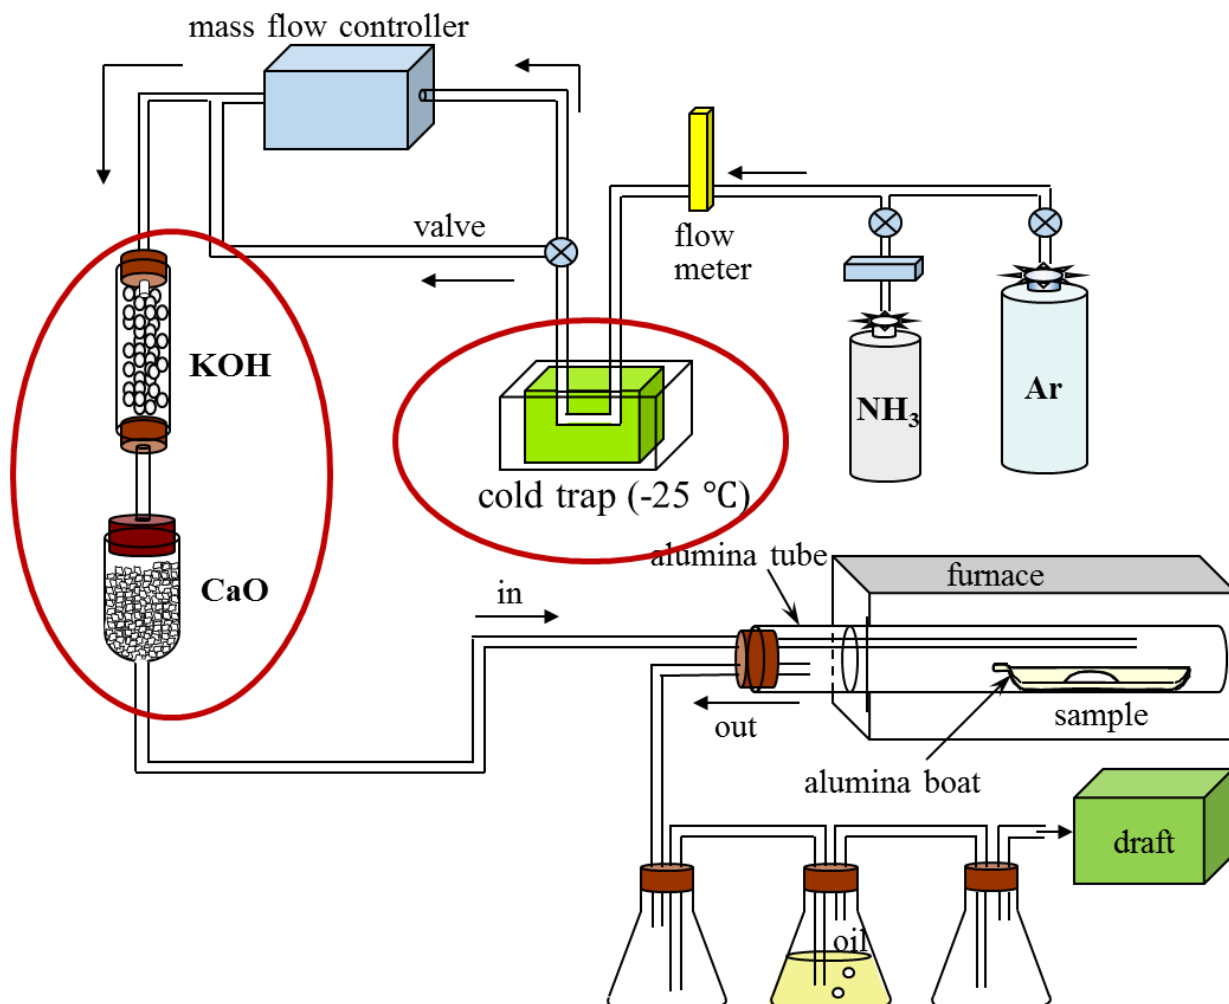 mass flow controller
valve
flow
meter
KOH
NH₃
Ar
cold trap (-25 ℃)
alumina tube
furnace
CaO
in
out
sample
alumina boat
draft
oil